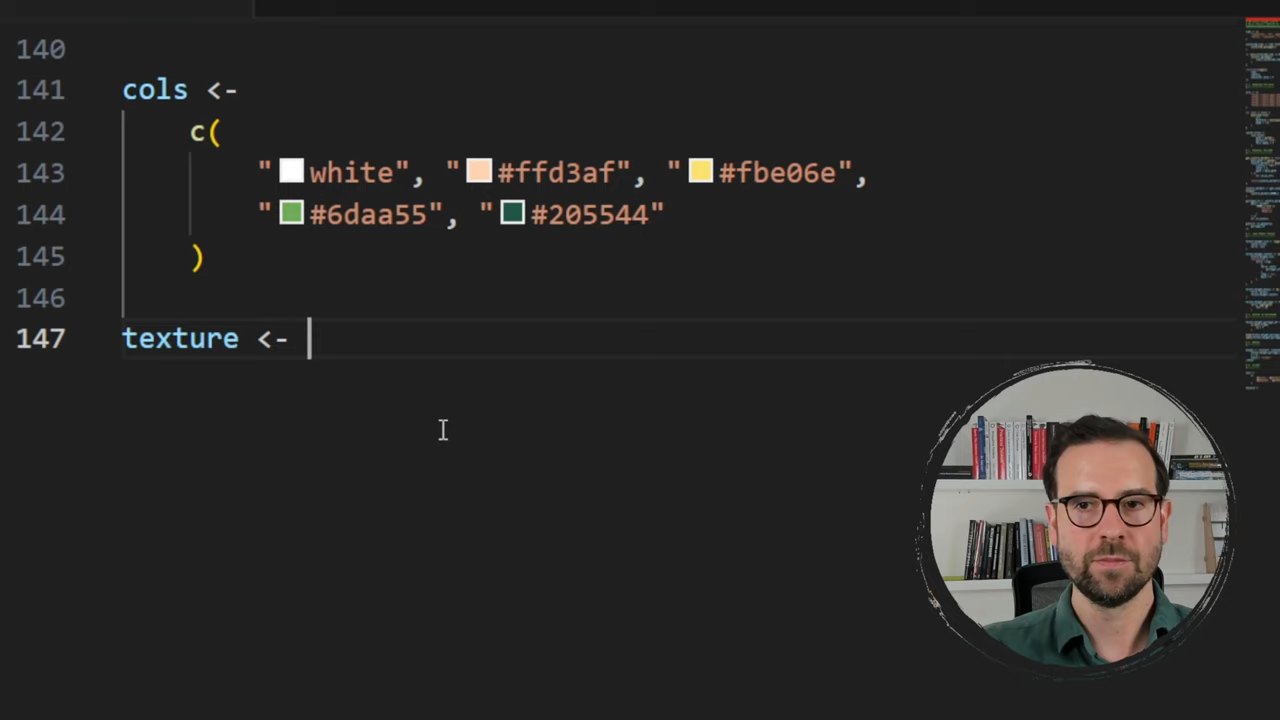 140
141 cols <-
142 c(
143 "white", "#ffd3af", "#fbe06e",
144 "#6daa55", "#205544"
145 )
146
147 texture <-